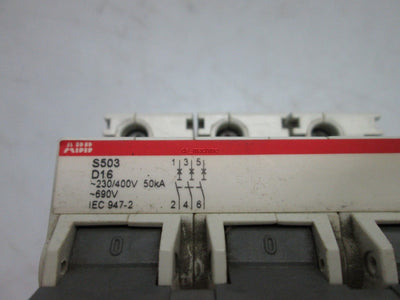 ABB
S503
D16
~230/400V 50kA
~690V
IEC 947-2
1 3 5
2 4 6
0
0